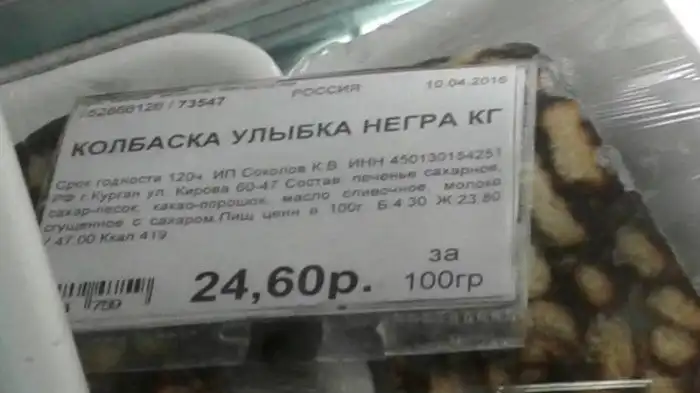 52666126 / 73547 РОССИЯ 10.04.2016
КОЛБАСКА УЛЫБКА НЕГРА КГ
Срок годности 120ч ИП Соколов К.В. ИНН 450130154251
РФ г.Курган ул. Кирова 60-47 Состав: печенье сахарное,
сахар-песок, какао-порошок, масло сливочное, молоко
сгущенное с сахаром.Пищ ценн в 100г: Б 4.30 Ж 23.80
/ 47.00 Ккал 419
24,60р. за 100гр